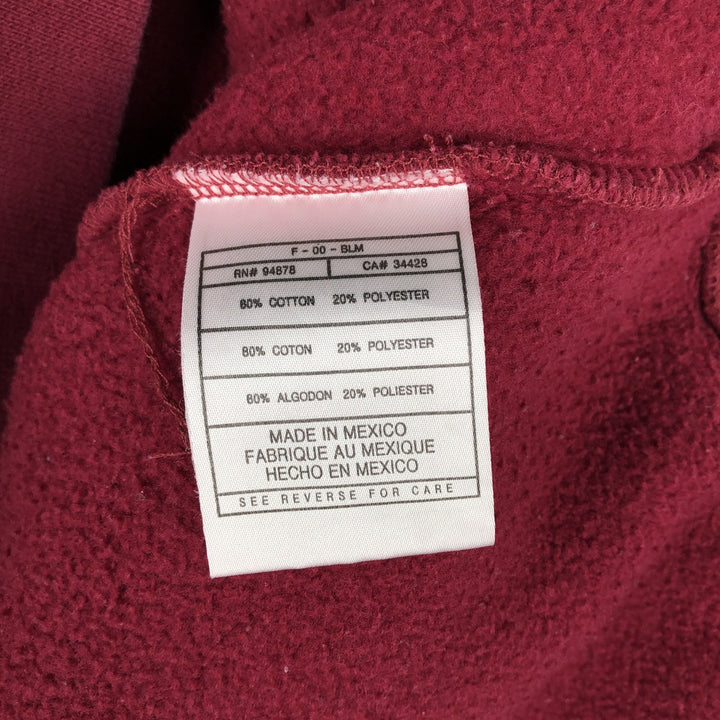 F - 00 - BLM
RN# 94878 CA# 34428
80% COTTON 20% POLYESTER
80% COTON 20% POLYESTER
80% ALGODON 20% POLIESTER
MADE IN MEXICO
FABRIQUE AU MEXIQUE
HECHO EN MEXICO
SEE REVERSE FOR CARE